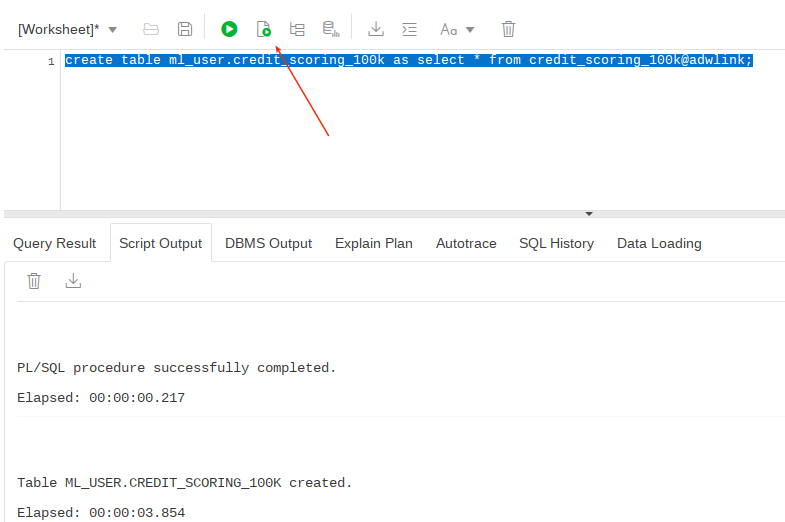 [Worksheet]*
Aa
1 create table ml_user.credit_scoring_100k as select * from credit_scoring_100k@adwlink;
Query Result Script Output DBMS Output Explain Plan Autotrace SQL History Data Loading
PL/SQL procedure successfully completed.
Elapsed: 00:00:00.217
Table ML_USER.CREDIT_SCORING_100K created.
Elapsed: 00:00:03.854